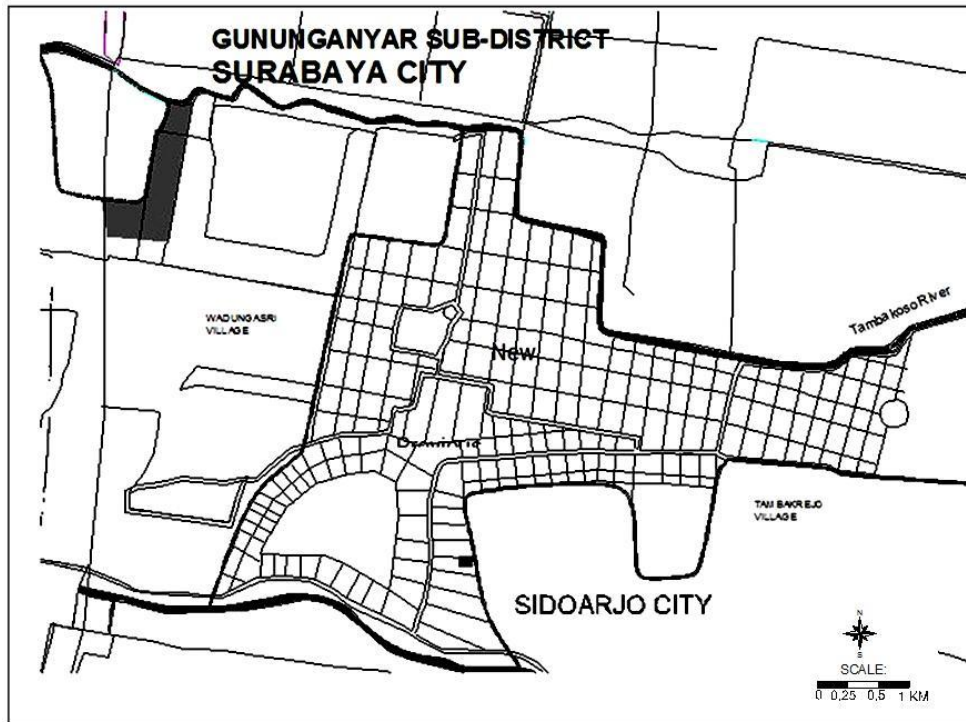 GUNUNGANYAR SUB-DISTRICT
SURABAYA CITY
Tambakoso River
WADUNGASRI
VILLAGE
New
TAMBAKREJO
VILLAGE
SIDOARJO CITY
N
S
SCALE:
0 0,25 0,5 1 KM